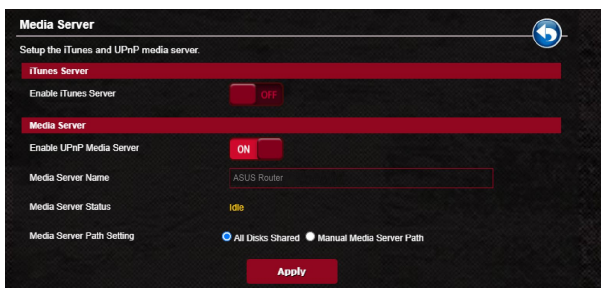 Media Server
Setup the iTunes and UPnP media server.
iTunes Server
Enable iTunes Server OFF
Media Server
Enable UPnP Media Server ON
Media Server Name ASUS Router
Media Server Status Idle
Media Server Path Setting All Disks Shared Manual Media Server Path
Apply